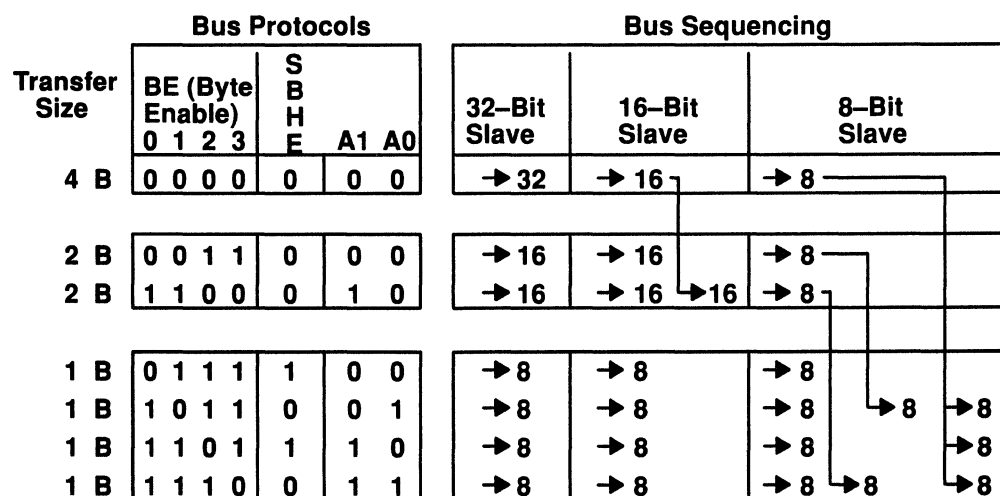 Bus Protocols Bus Sequencing
Transfer Size BE (Byte Enable) 0 1 2 3 SBHE A1 A0 32–Bit Slave 16–Bit Slave 8–Bit Slave
4 B 0 0 0 0 0 0 0 32 16 8
2 B 0 0 1 1 0 0 0 16 16 8
2 B 1 1 0 0 0 1 0 16 16 16 8
1 B 0 1 1 1 1 0 0 8 8 8
1 B 1 0 1 1 0 0 1 8 8 8 8 8
1 B 1 1 0 1 1 1 0 8 8 8 8
1 B 1 1 1 0 0 1 1 8 8 8 8 8